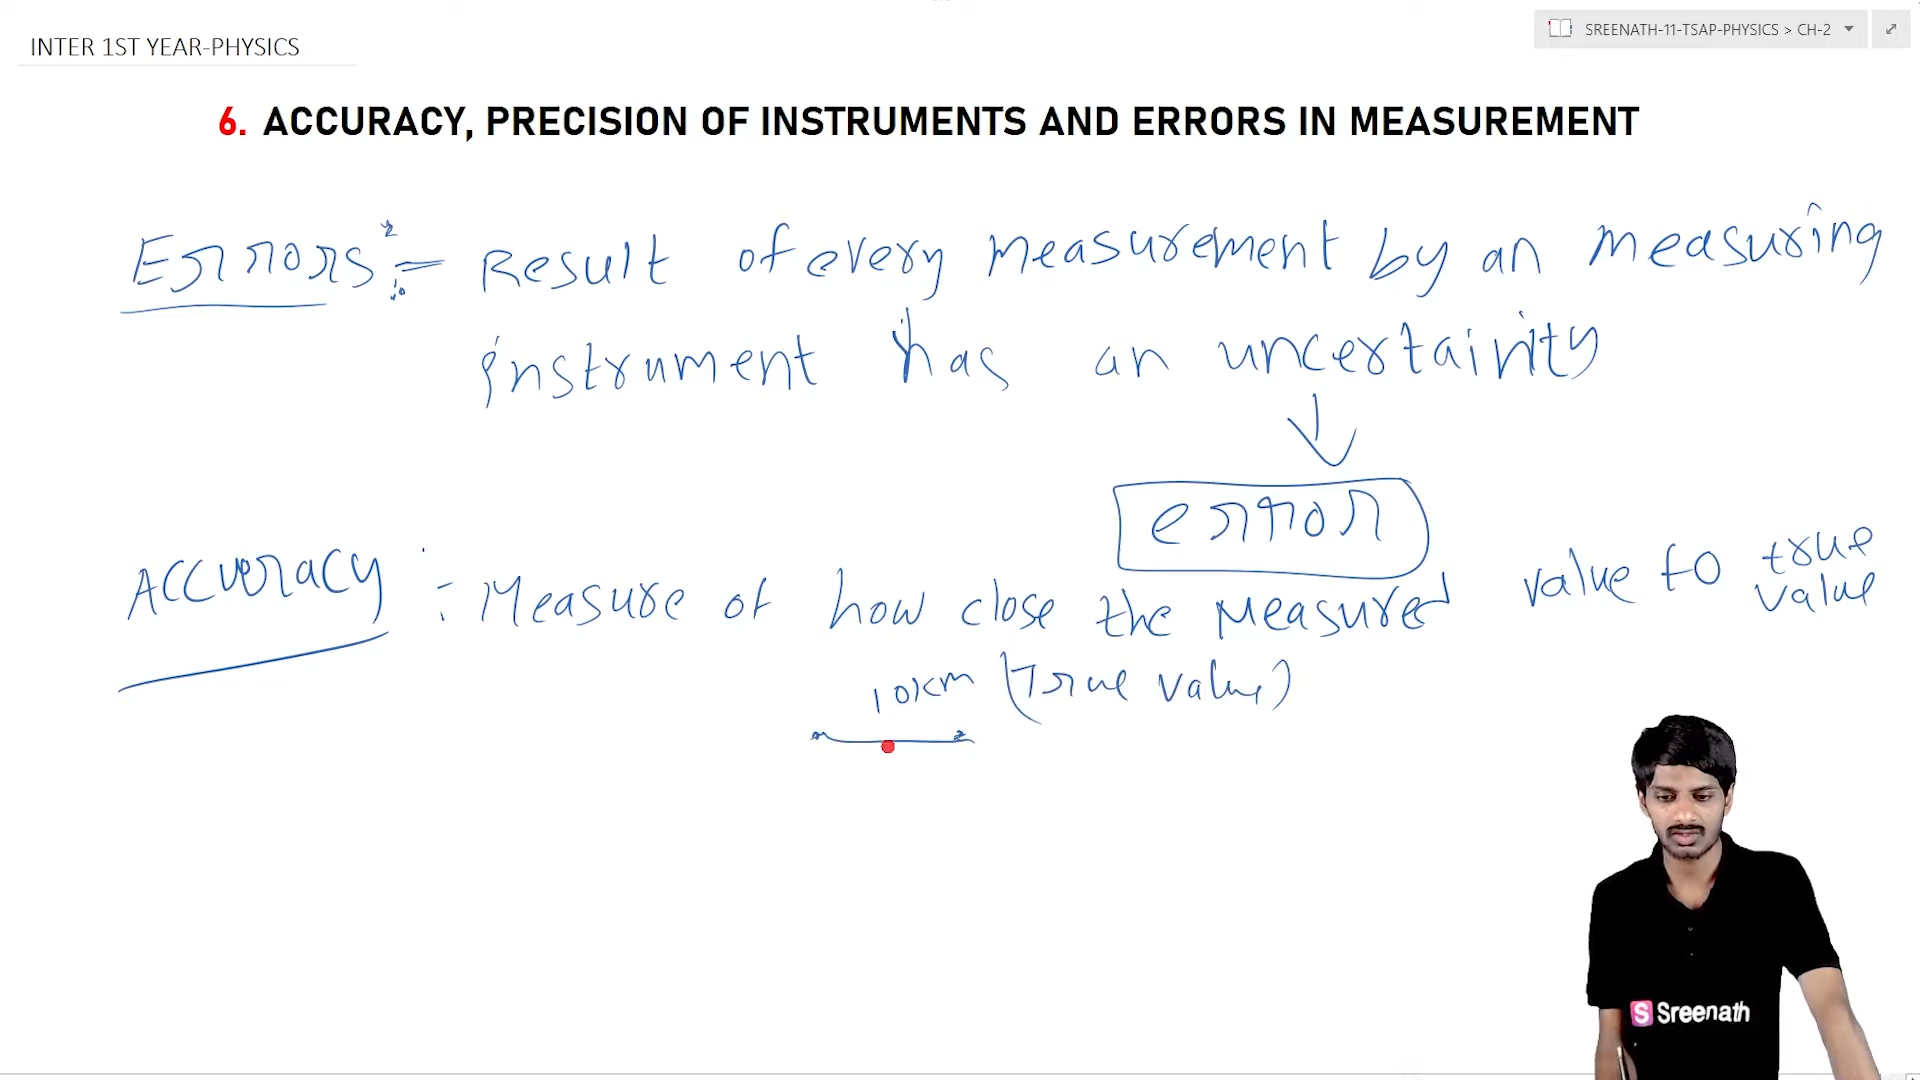 INTER 1ST YEAR-PHYSICS
SREENATH-11-TSAP-PHYSICS > CH-2
6. ACCURACY, PRECISION OF INSTRUMENTS AND ERRORS IN MEASUREMENT
Errors :- Result of every measurement by an measuring
instrument has an uncertainity
error
Accuracy :- Measure of how close the Measured value to true value
10km (True value)
S Sreenath